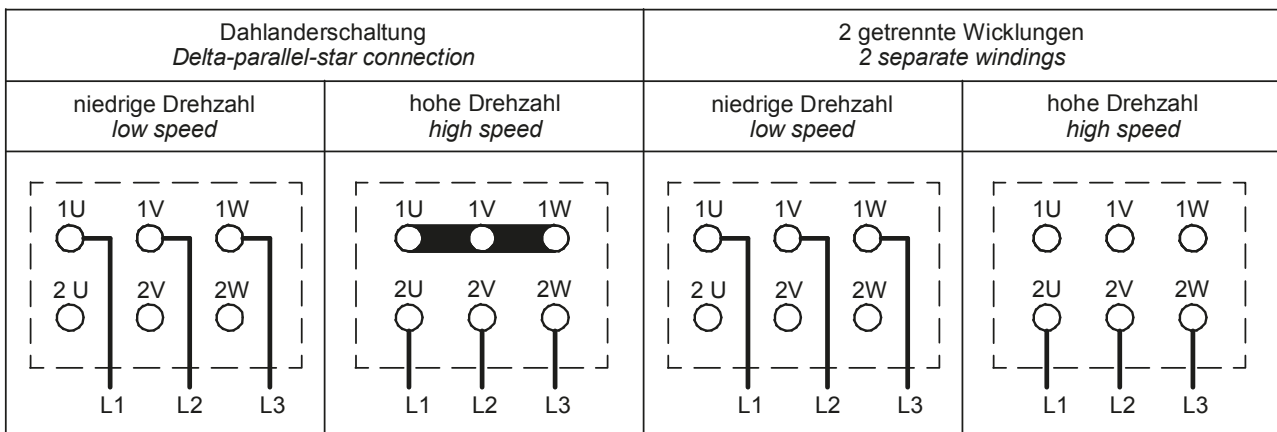 Dahlanderschaltung
Delta-parallel-star connection
2 getrennte Wicklungen
2 separate windings
niedrige Drehzahl
low speed
hohe Drehzahl
high speed
niedrige Drehzahl
low speed
hohe Drehzahl
high speed
1U 1V 1W
2 U 2V 2W
L1 L2 L3
1U 1V 1W
2U 2V 2W
L1 L2 L3
1U 1V 1W
2 U 2V 2W
L1 L2 L3
1U 1V 1W
2U 2V 2W
L1 L2 L3